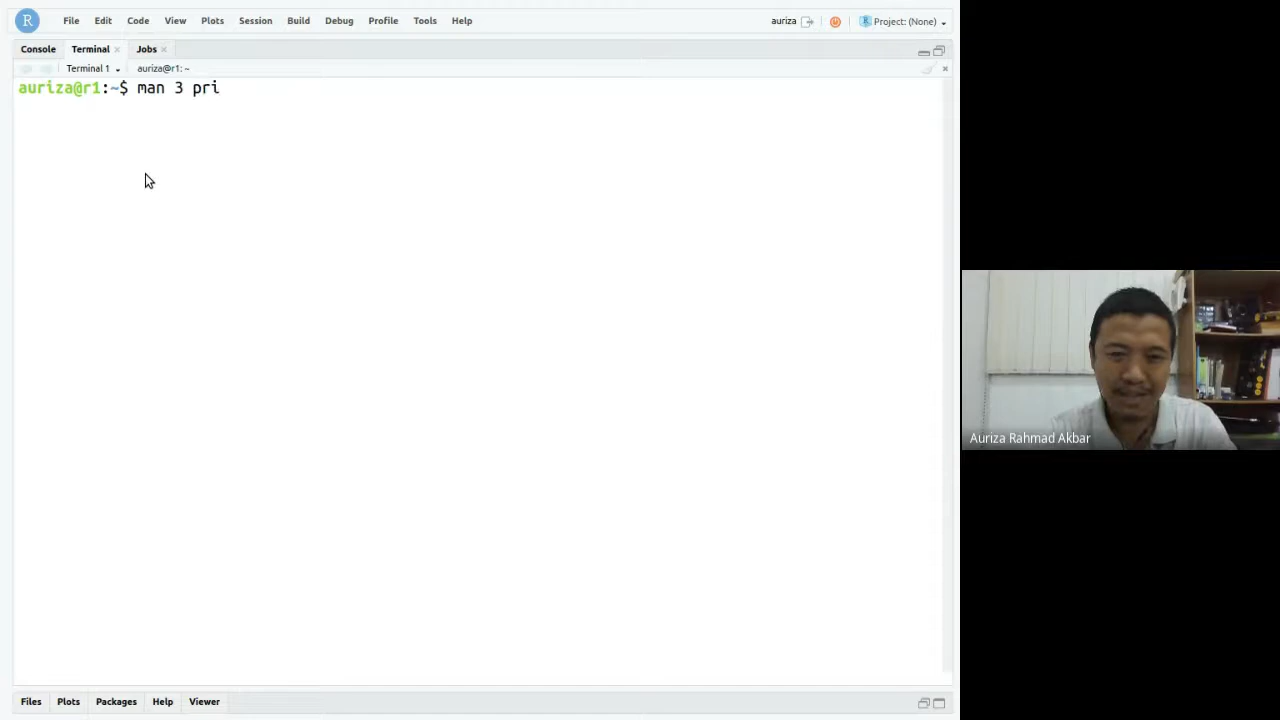 R File Edit Code View Plots Session Build Debug Profile Tools Help auriza Project: (None)
Console Terminal Jobs
Terminal 1 auriza@r1: ~
auriza@r1:~$ man 3 pri
Auriza Rahmad Akbar
Files Plots Packages Help Viewer